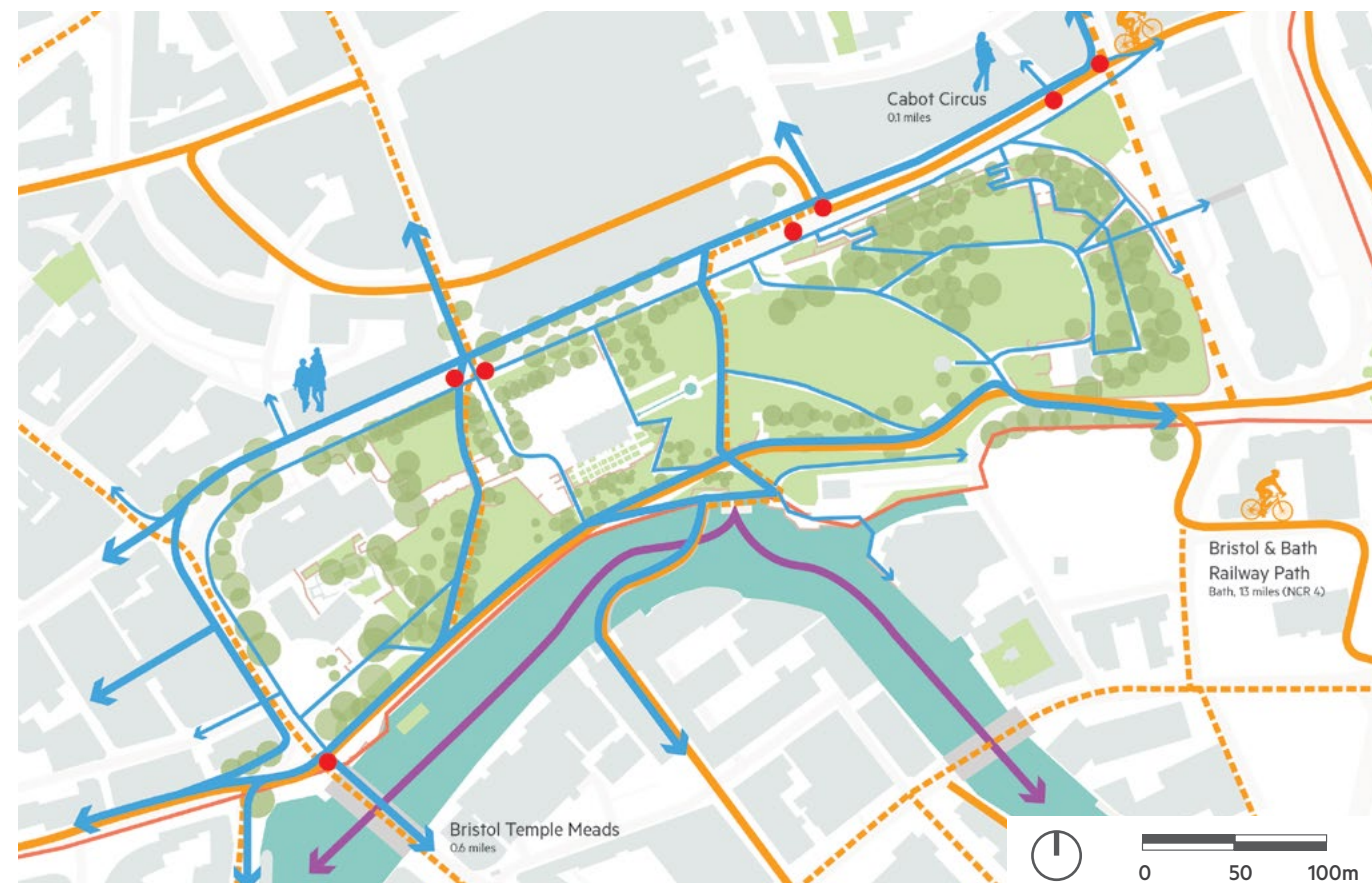 Cabot Circus
0.1 miles
Bristol & Bath
Railway Path
Bath, 13 miles (NCR 4)
Bristol Temple Meads
0.6 miles
0 50 100m